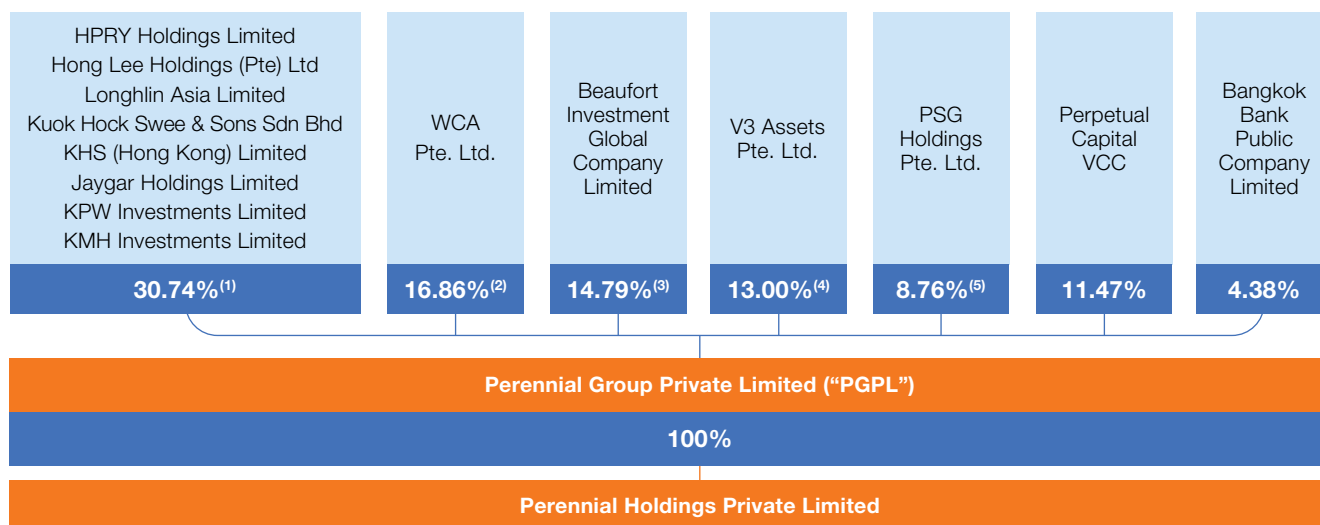 HPRY Holdings Limited
Hong Lee Holdings (Pte) Ltd
Longhlin Asia Limited
Kuok Hock Swee & Sons Sdn Bhd
KHS (Hong Kong) Limited
Jaygar Holdings Limited
KPW Investments Limited
KMH Investments Limited
30.74%(1)
WCA
Pte. Ltd.
16.86%(2)
Beaufort
Investment
Global
Company
Limited
14.79%(3)
V3 Assets
Pte. Ltd.
13.00%(4)
PSG
Holdings
Pte. Ltd.
8.76%(5)
Perpetual
Capital
VCC
11.47%
Bangkok
Bank
Public
Company
Limited
4.38%
Perennial Group Private Limited (“PGPL”)
100%
Perennial Holdings Private Limited